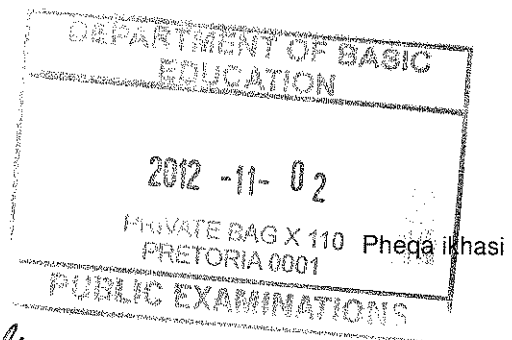 DEPARTMENT OF BASIC
EDUCATION
2012 -11- 02
PRIVATE BAG X 110
PRETORIA 0001
PUBLIC EXAMINATIONS
Pheqa ikhasi